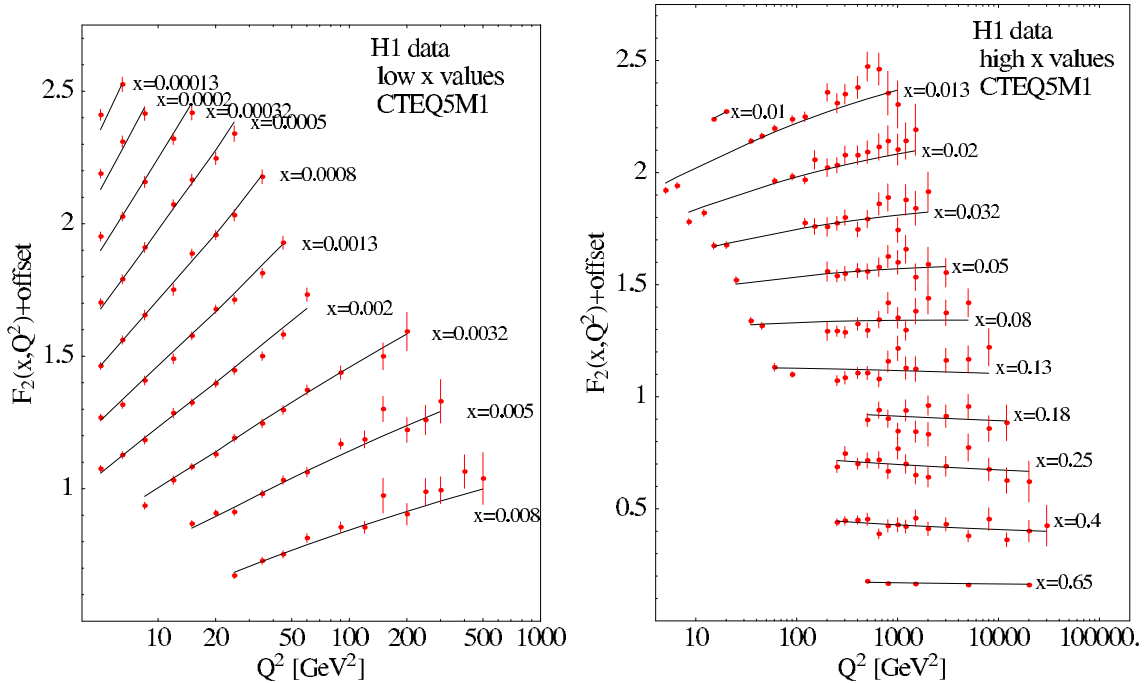 H1 data
low x values
CTEQ5M1
x=0.00013
x=0.0002
x=0.00032
x=0.0005
x=0.0008
x=0.0013
x=0.002
x=0.0032
x=0.005
x=0.008
2.5
2
1.5
1
F₂(x,Q²)+offset
10
20
50
100
200
500
1000
Q² [GeV²]
H1 data
high x values
CTEQ5M1
x=0.01
x=0.013
x=0.02
x=0.032
x=0.05
x=0.08
x=0.13
x=0.18
x=0.25
x=0.4
x=0.65
2.5
2
1.5
1
0.5
F₂(x,Q²)+offset
10
100
1000
10000
100000.
Q² [GeV²]